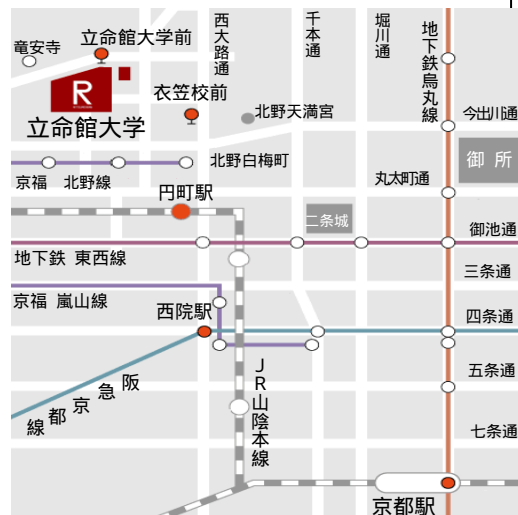 西大路通
千本通
堀川通
地下鉄烏丸線
竜安寺
立命館大学前
R
衣笠校前
立命館大学
北野天満宮
今出川通
御所
北野白梅町
京福 北野線
丸太町通
円町駅
二条城
御池通
地下鉄 東西線
三条通
京福 嵐山線
西院駅
四条通
五条通
阪急京都線
JR山陰本線
七条通
京都駅